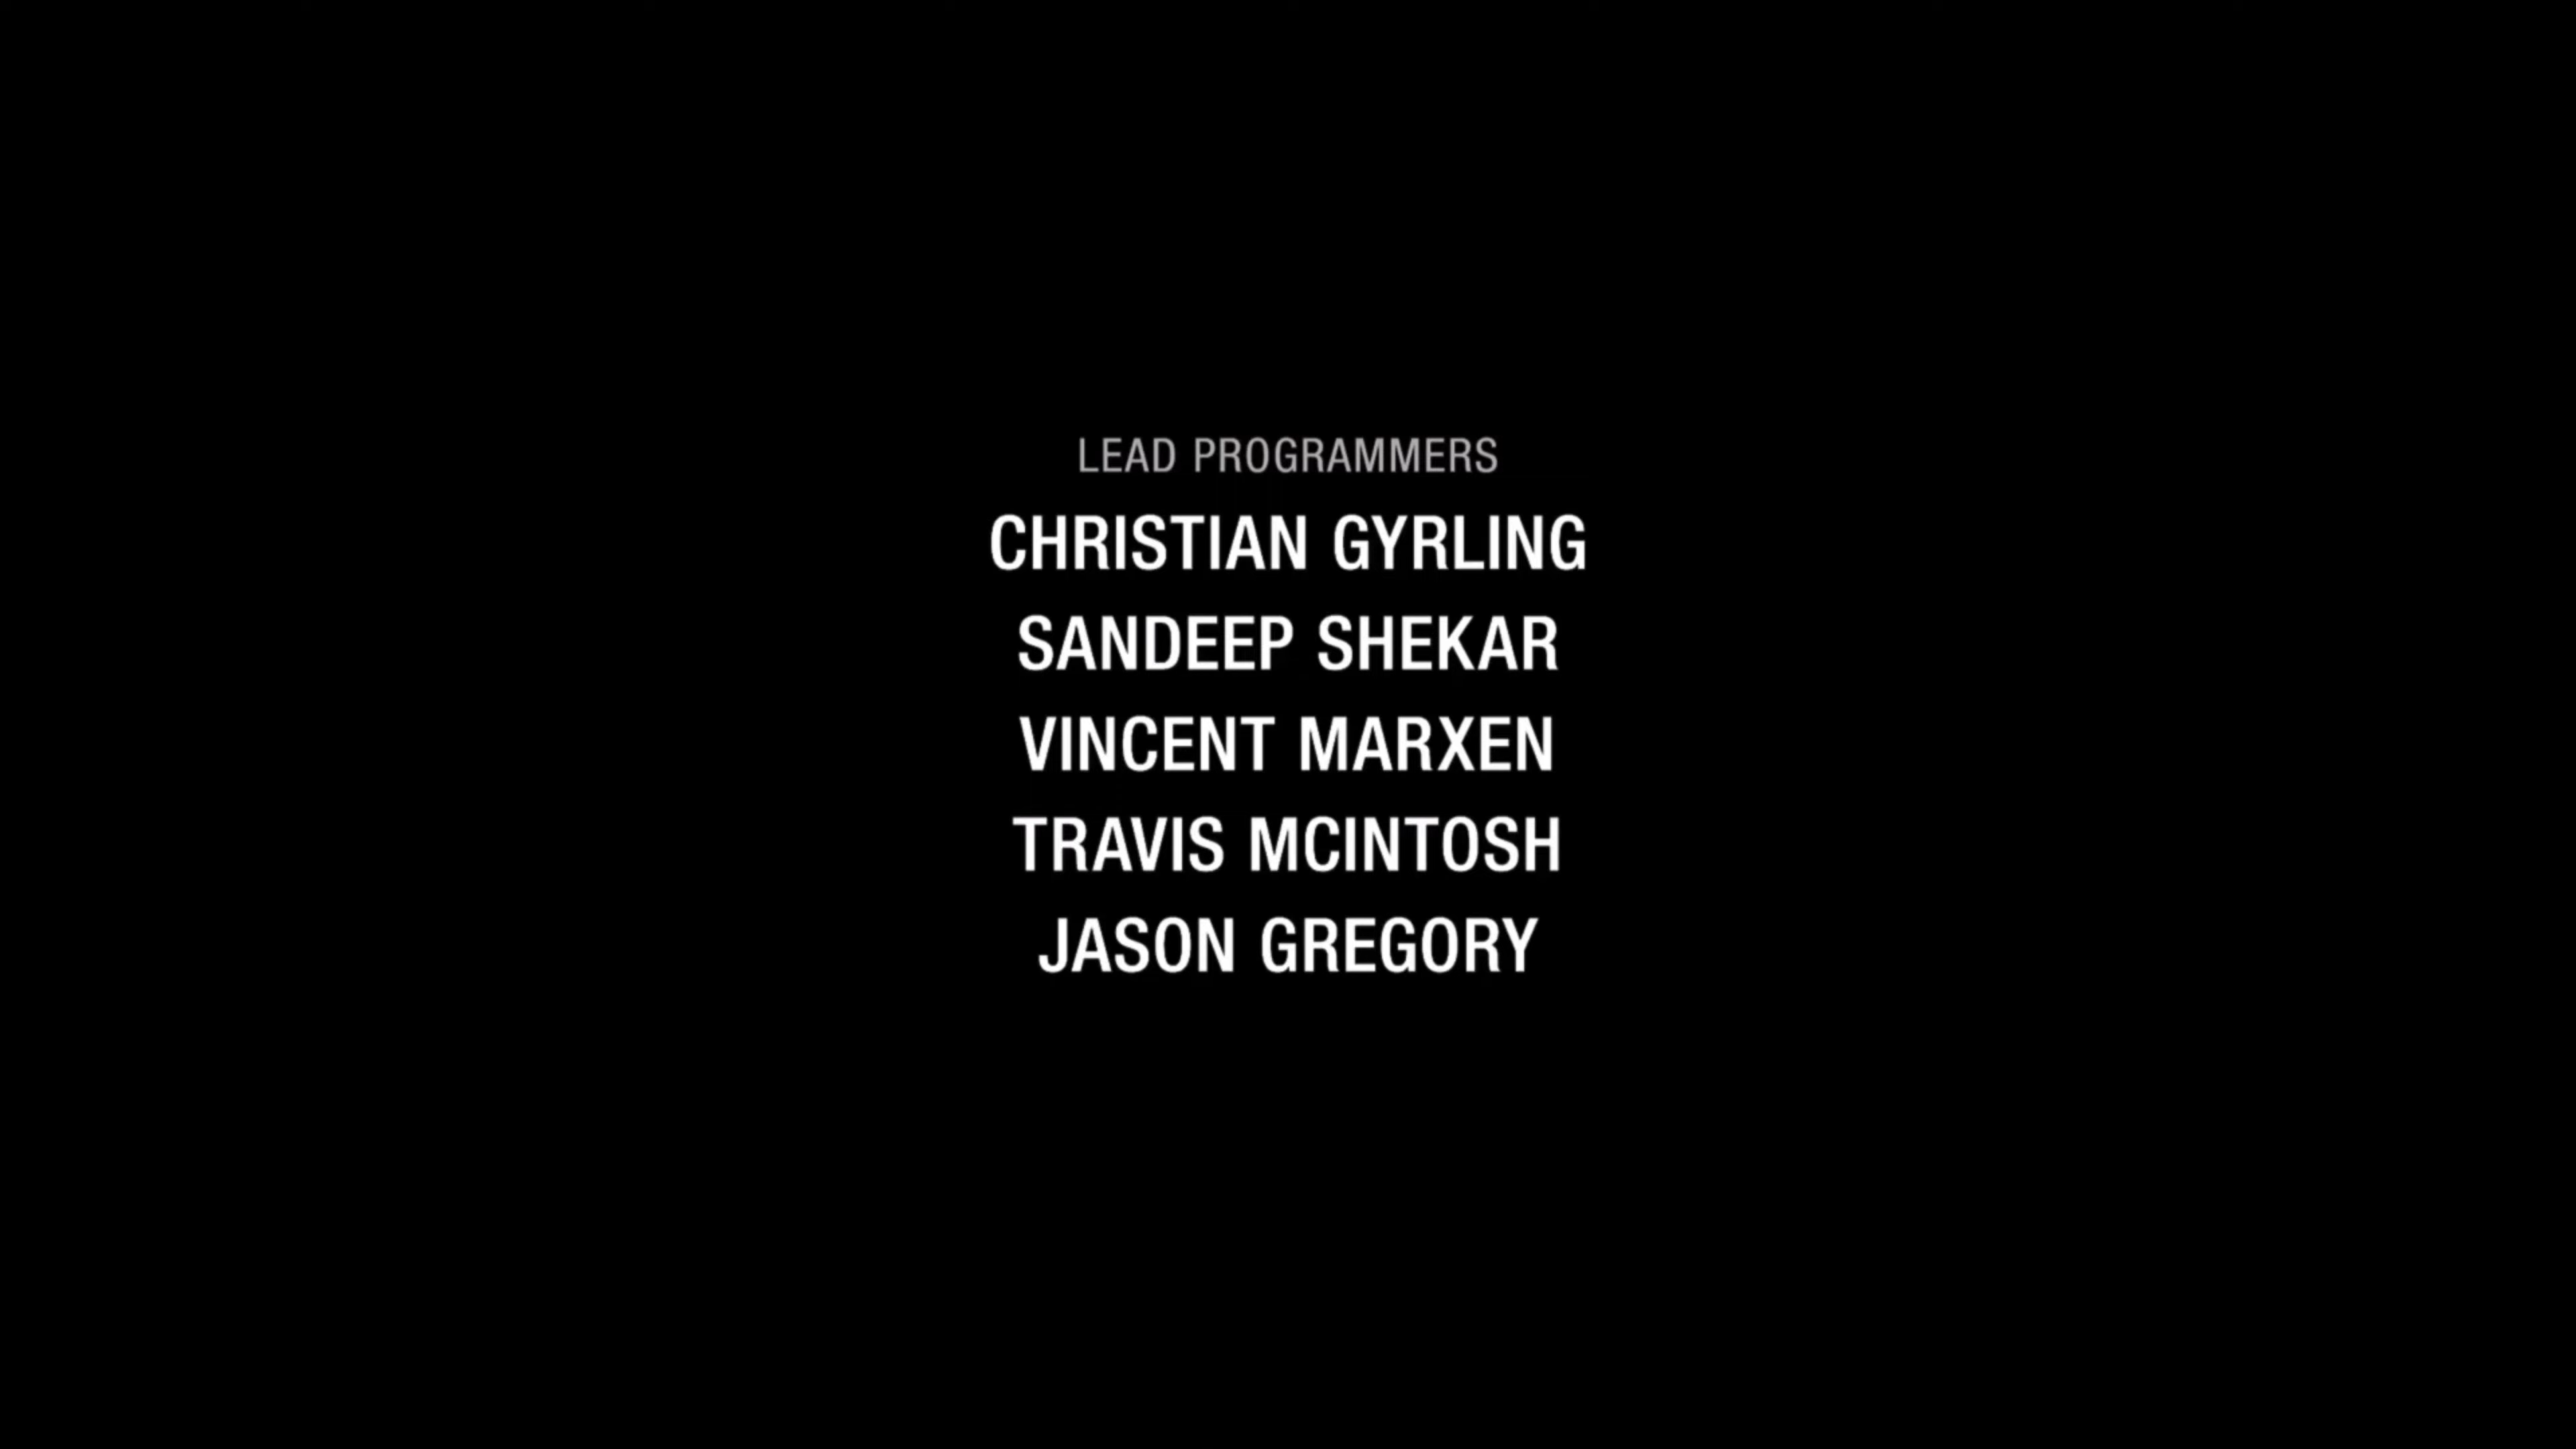 LEAD PROGRAMMERS
CHRISTIAN GYRLING
SANDEEP SHEKAR
VINCENT MARXEN
TRAVIS MCINTOSH
JASON GREGORY